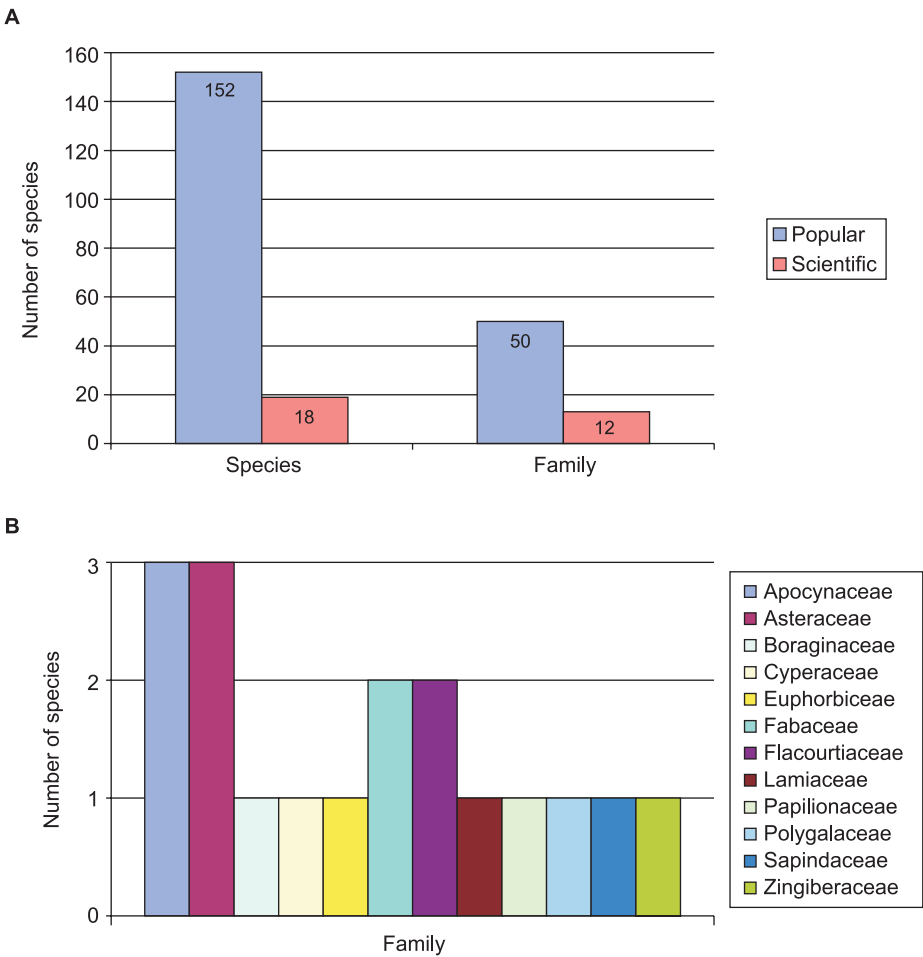 A
160
140
120
100
80
60
40
20
0
Number of species
152
18
50
12
Species
Family
Popular
Scientific
B
3
2
1
0
Number of species
Family
Apocynaceae
Asteraceae
Boraginaceae
Cyperaceae
Euphorbiceae
Fabaceae
Flacourtiaceae
Lamiaceae
Papilionaceae
Polygalaceae
Sapindaceae
Zingiberaceae